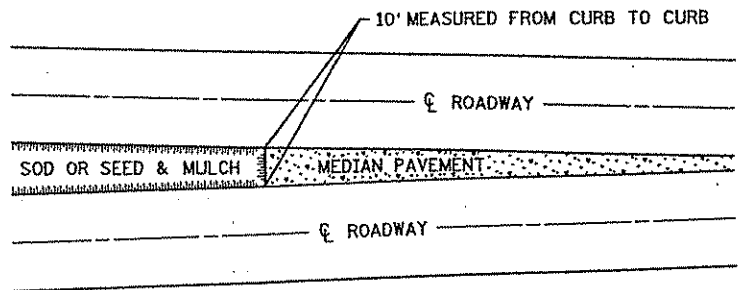 10' MEASURED FROM CURB TO CURB
℄ ROADWAY
SOD OR SEED & MULCH
MEDIAN PAVEMENT
℄ ROADWAY